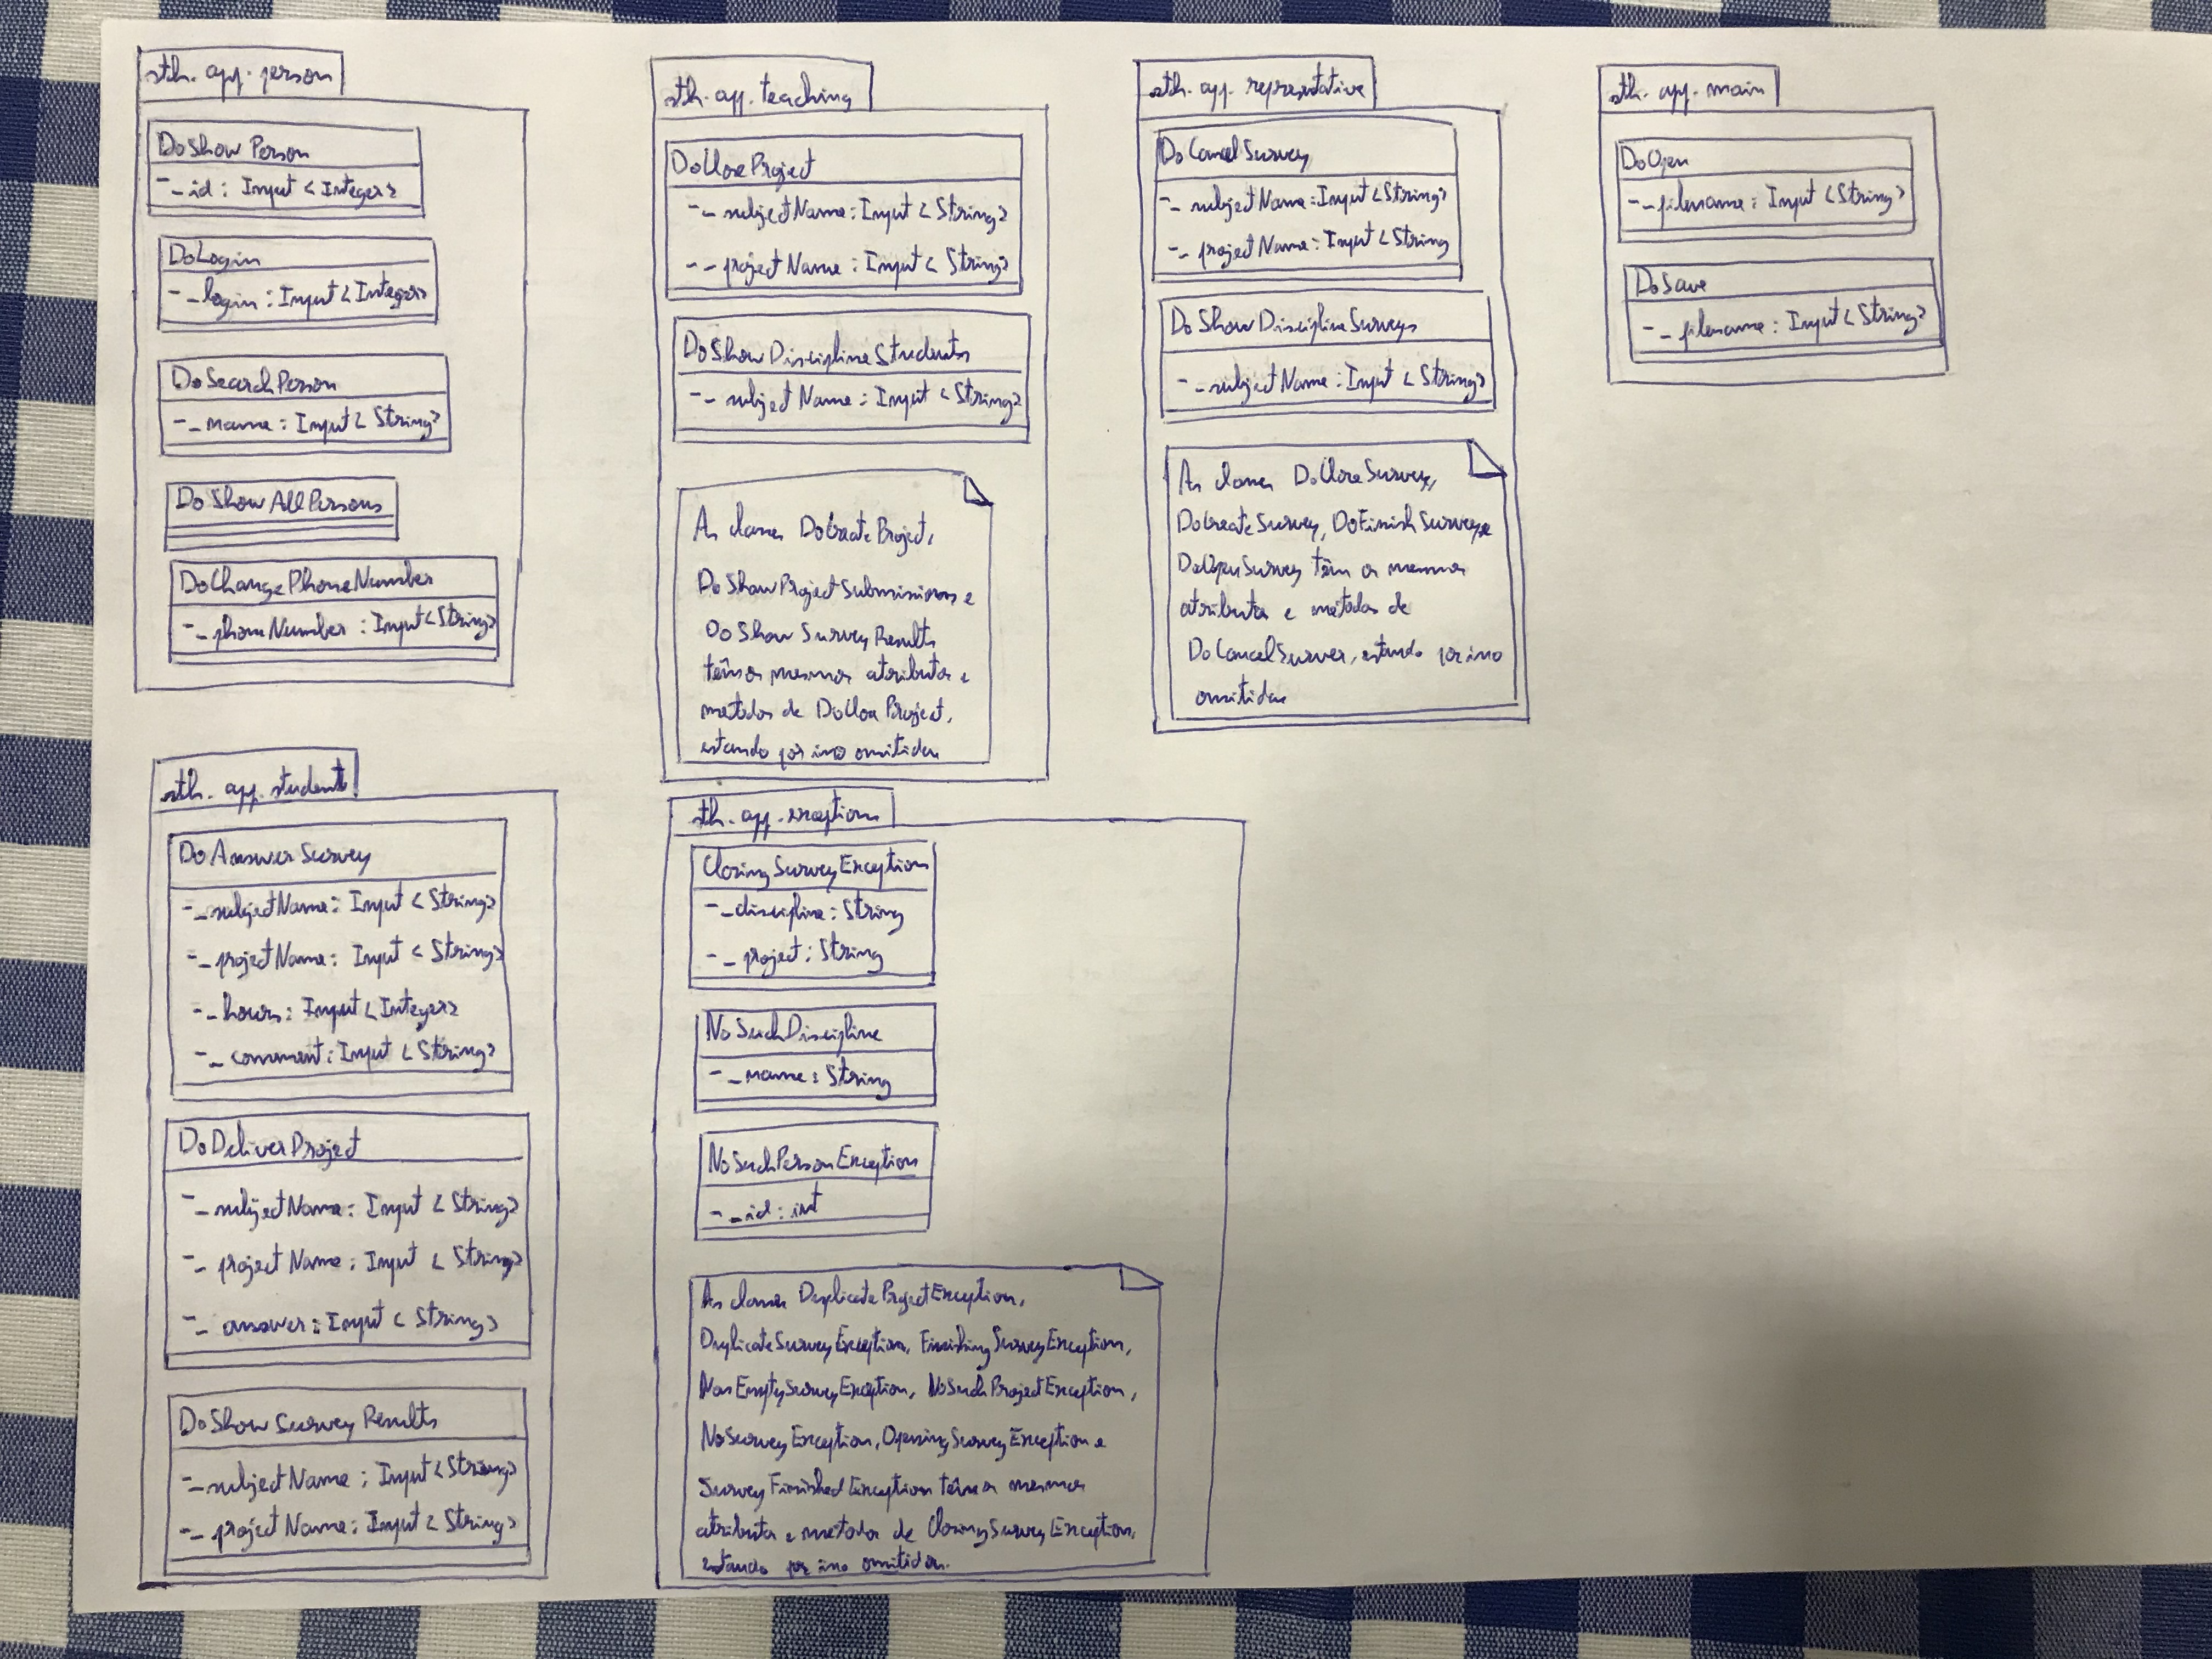 sth.app.person
DoShowPerson
- _id: Input<Integer>
DoLogin
- _login: Input<Integer>
DoSearchPerson
- _name: Input<String>
DoShowAllPersons
DoChangePhoneNumber
- _phoneNumber: Input<String>
sth.app.teaching
DoCloseProject
- _subjectName: Input<String>
- _projectName: Input<String>
DoShowDisciplineStudents
- _subjectName: Input<String>
As classes DoCreateProject,
DoShowProjectSubmissions e
DoShowSurveyResults
têm os mesmos atributos e
métodos de DoCloseProject,
estando por isso omitidas
sth.app.representative
DoCancelSurvey
- _subjectName: Input<String>
- _projectName: Input<String
DoShowDisciplineSurveys
- _subjectName: Input<String>
As classes DoCloseSurvey,
DoCreateSurvey, DoFinishSurvey e
DoOpenSurvey têm os mesmos
atributos e métodos de
DoCancelSurver, estando por isso
omitidas
sth.app.main
DoOpen
- _filename: Input<String>
DoSave
- _filename: Input<String>
sth.app.student
DoAnswerSurvey
- _subjectName: Input<String>
- _projectName: Input<String>
- _hours: Input<Integer>
- _comment: Input<String>
DoDeliverProject
- _subjectName: Input<String>
- _projectName: Input<String>
- _answer: Input<String>
DoShowSurveyResults
- _subjectName: Input<String>
- _projectName: Input<String>
sth.app.exception
ClosingSurveyException
- _discipline: String
- _project: String
NoSuchDiscipline
- _name: String
NoSuchPersonException
- _id: int
As classes DuplicateProjectException,
DuplicateSurveyException, FinishingSurveyException,
NonEmptySurveyException, NoSuchProjectException,
NoSurveyException, OpeningSurveyException e
SurveyFinishedException têm os mesmos
atributos e métodos de ClosingSurveyException,
estando por isso omitidas.